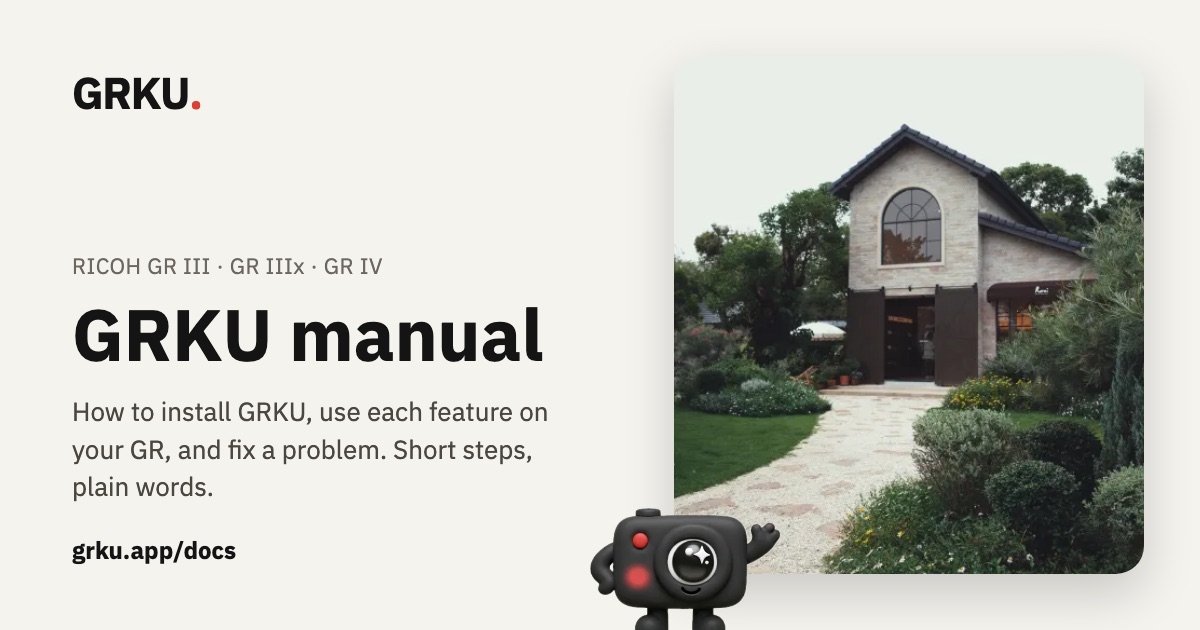 GRKU.
RICOH GR III · GR IIIx · GR IV
GRKU manual
How to install GRKU, use each feature on
your GR, and fix a problem. Short steps,
plain words.
grku.app/docs